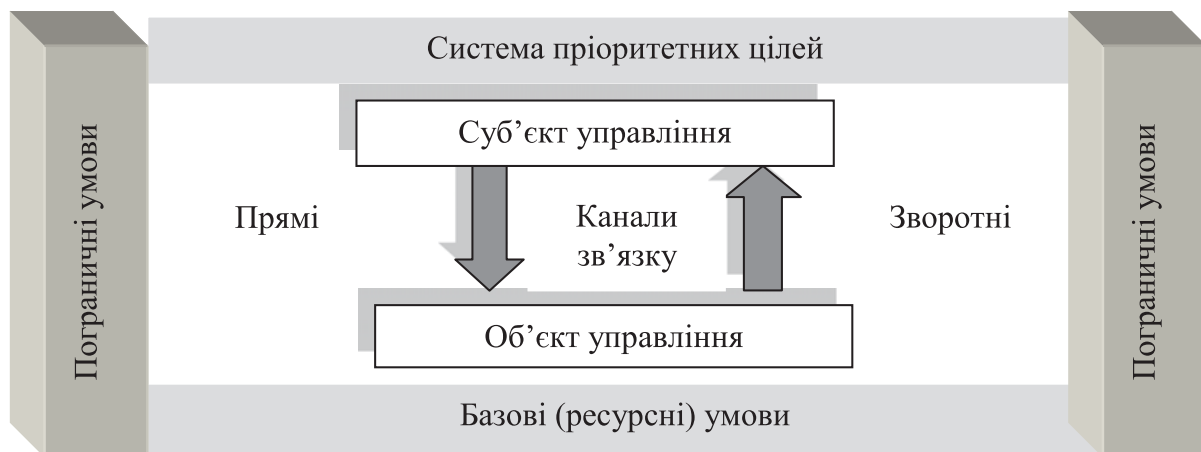 Система пріоритетних цілей
Пограничні умови
Суб’єкт управління
Прямі
Канали
зв’язку
Зворотні
Об’єкт управління
Базові (ресурсні) умови
Пограничні умови